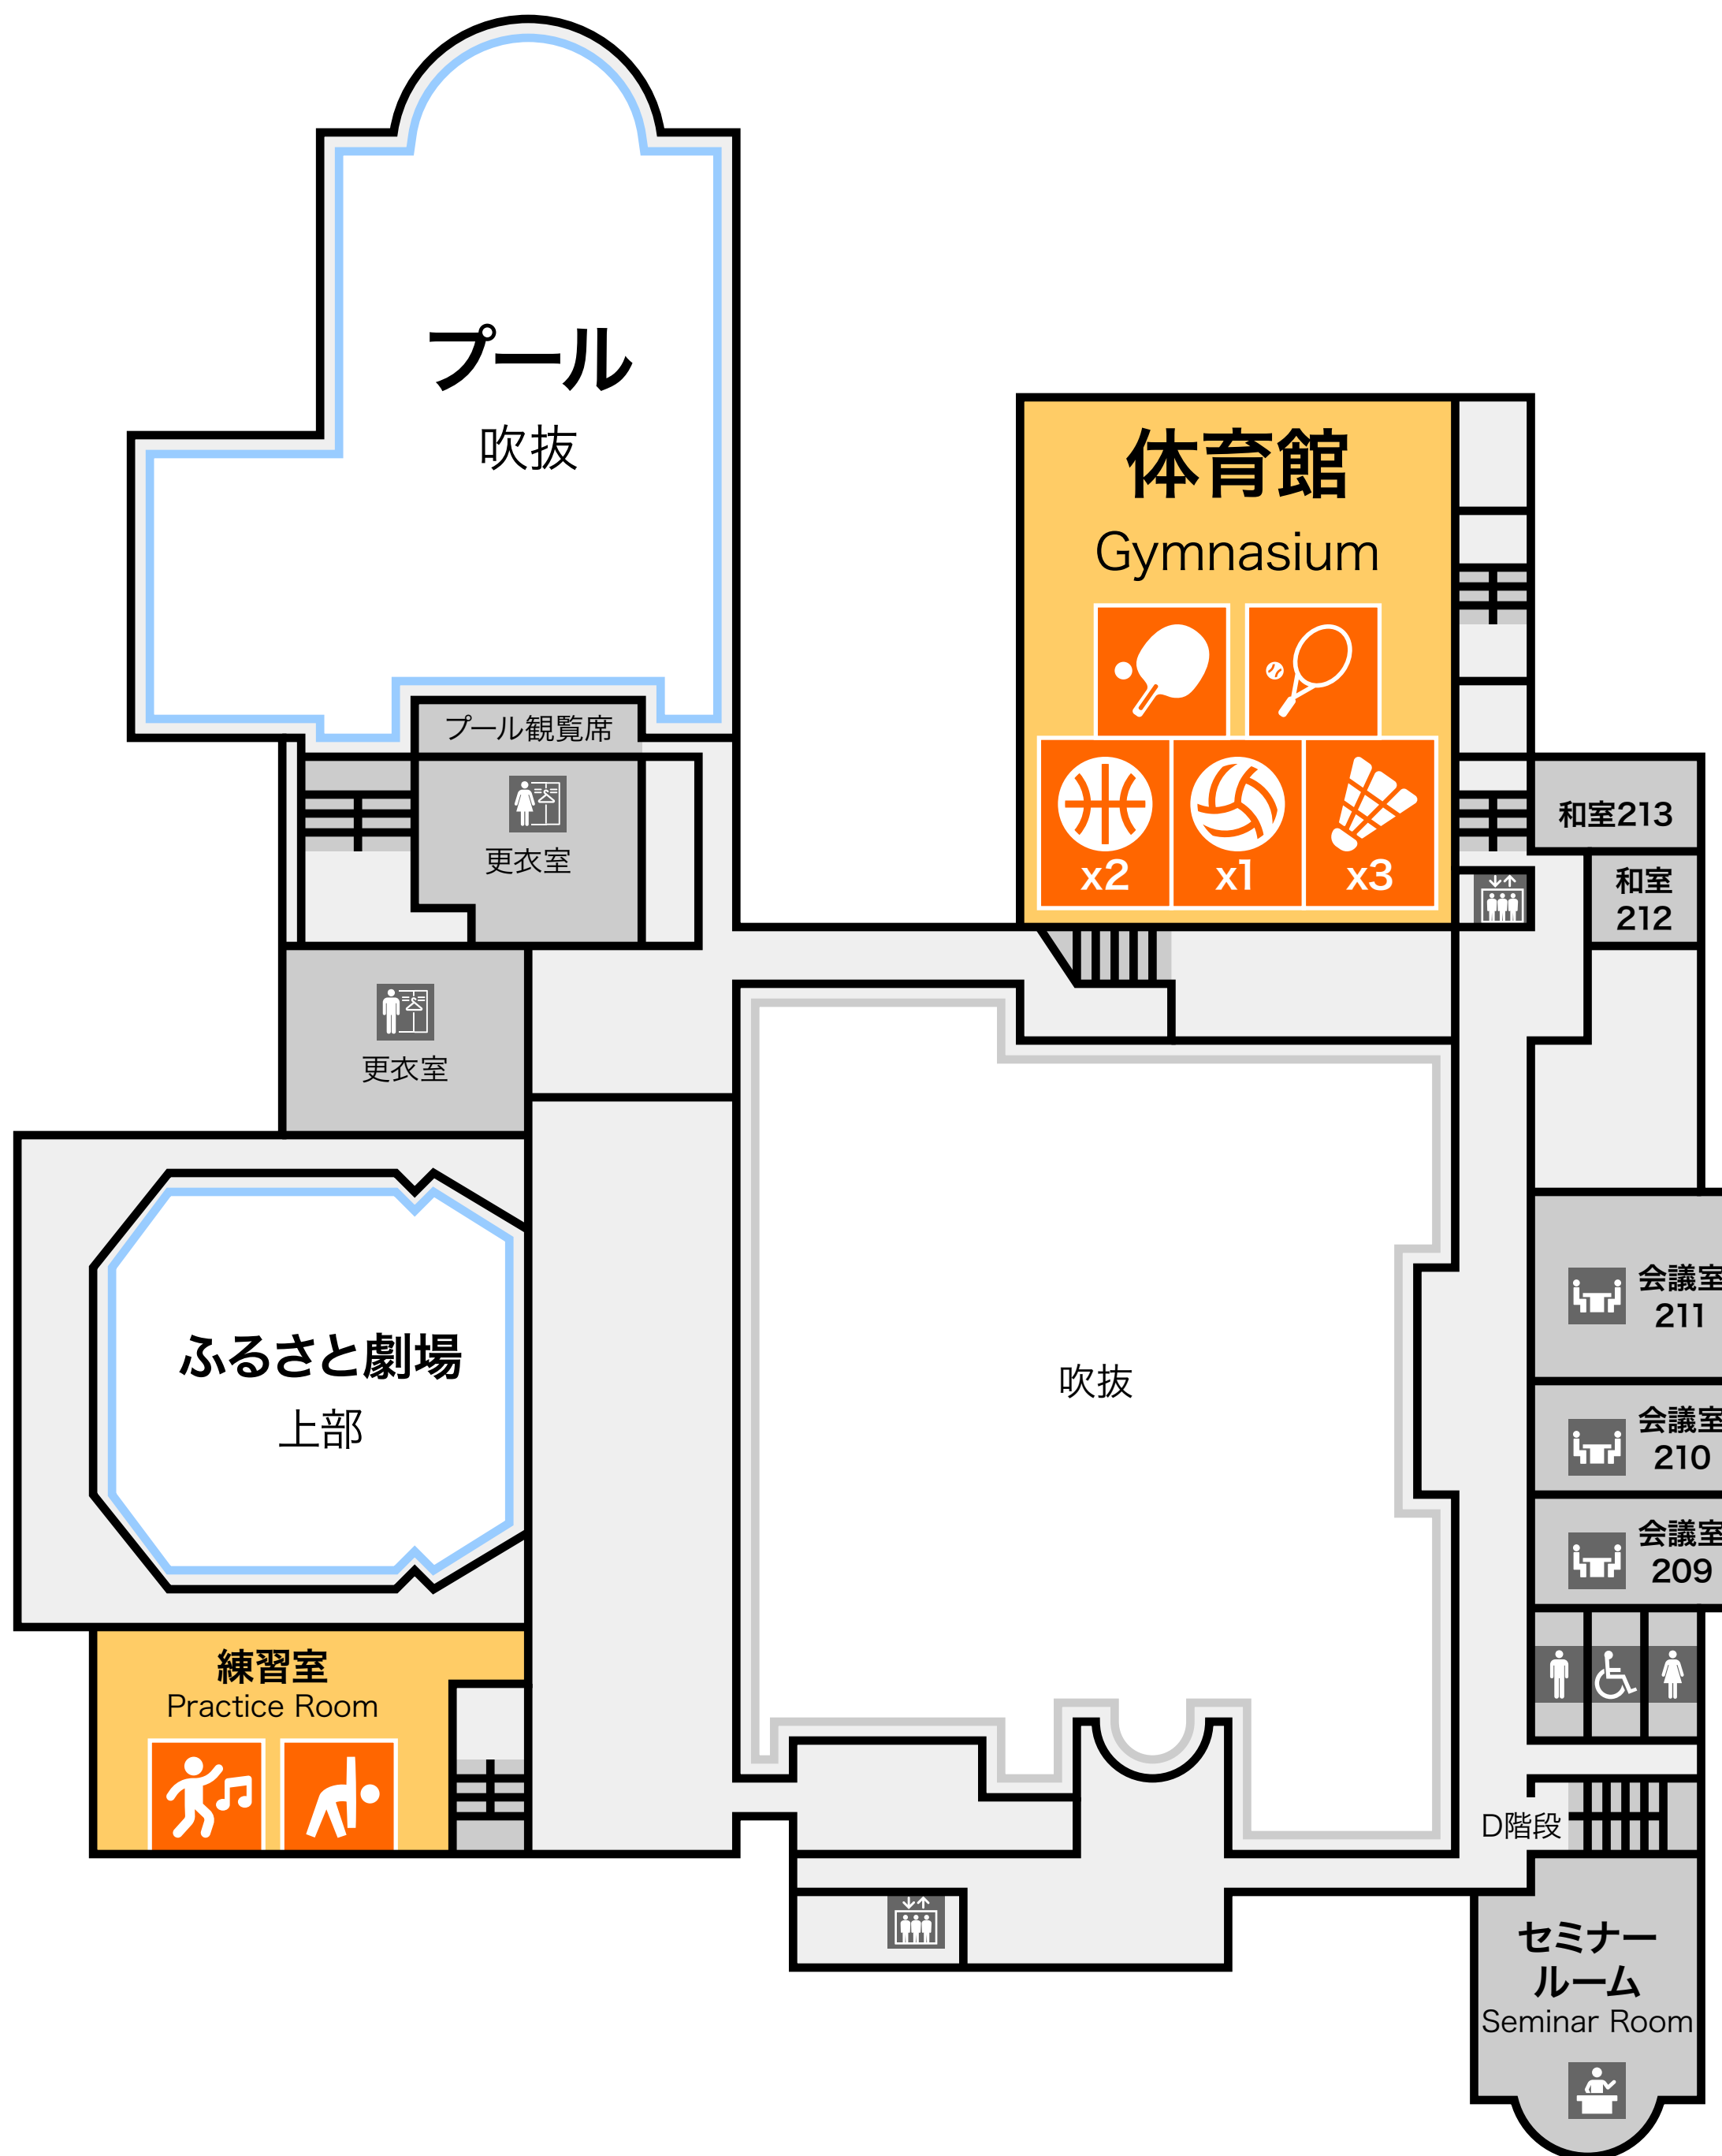 プール
吹抜
体育館
Gymnasium
プール観覧席
更衣室
x2
x1
x3
和室213
和室
212
更衣室
会議室
211
ふるさと劇場
上部
吹抜
会議室
210
会議室
209
練習室
Practice Room
D階段
セミナー
ルーム
Seminar Room